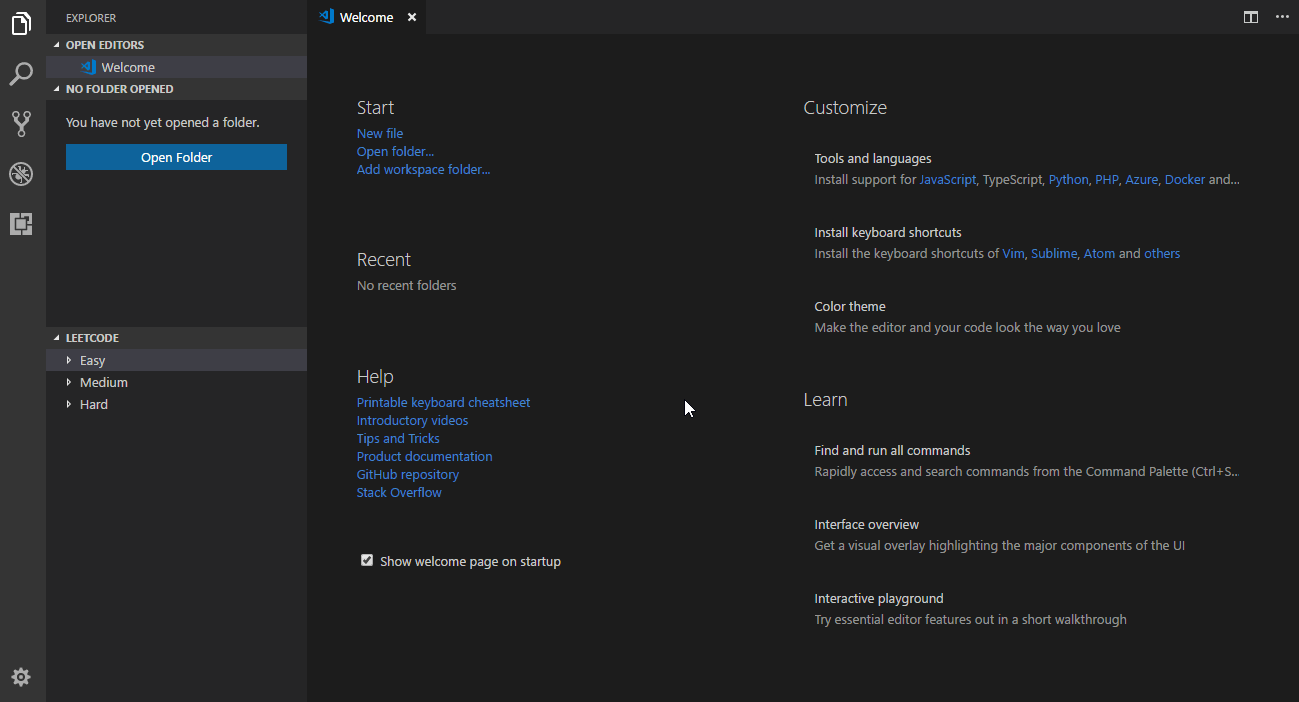 EXPLORER
OPEN EDITORS
Welcome
NO FOLDER OPENED
You have not yet opened a folder.
Open Folder
LEETCODE
Easy
Medium
Hard
Welcome
Start
New file
Open folder...
Add workspace folder...
Recent
No recent folders
Help
Printable keyboard cheatsheet
Introductory videos
Tips and Tricks
Product documentation
GitHub repository
Stack Overflow
Show welcome page on startup
Customize
Tools and languages
Install support for JavaScript, TypeScript, Python, PHP, Azure, Docker and...
Install keyboard shortcuts
Install the keyboard shortcuts of Vim, Sublime, Atom and others
Color theme
Make the editor and your code look the way you love
Learn
Find and run all commands
Rapidly access and search commands from the Command Palette (Ctrl+S...
Interface overview
Get a visual overlay highlighting the major components of the UI
Interactive playground
Try essential editor features out in a short walkthrough